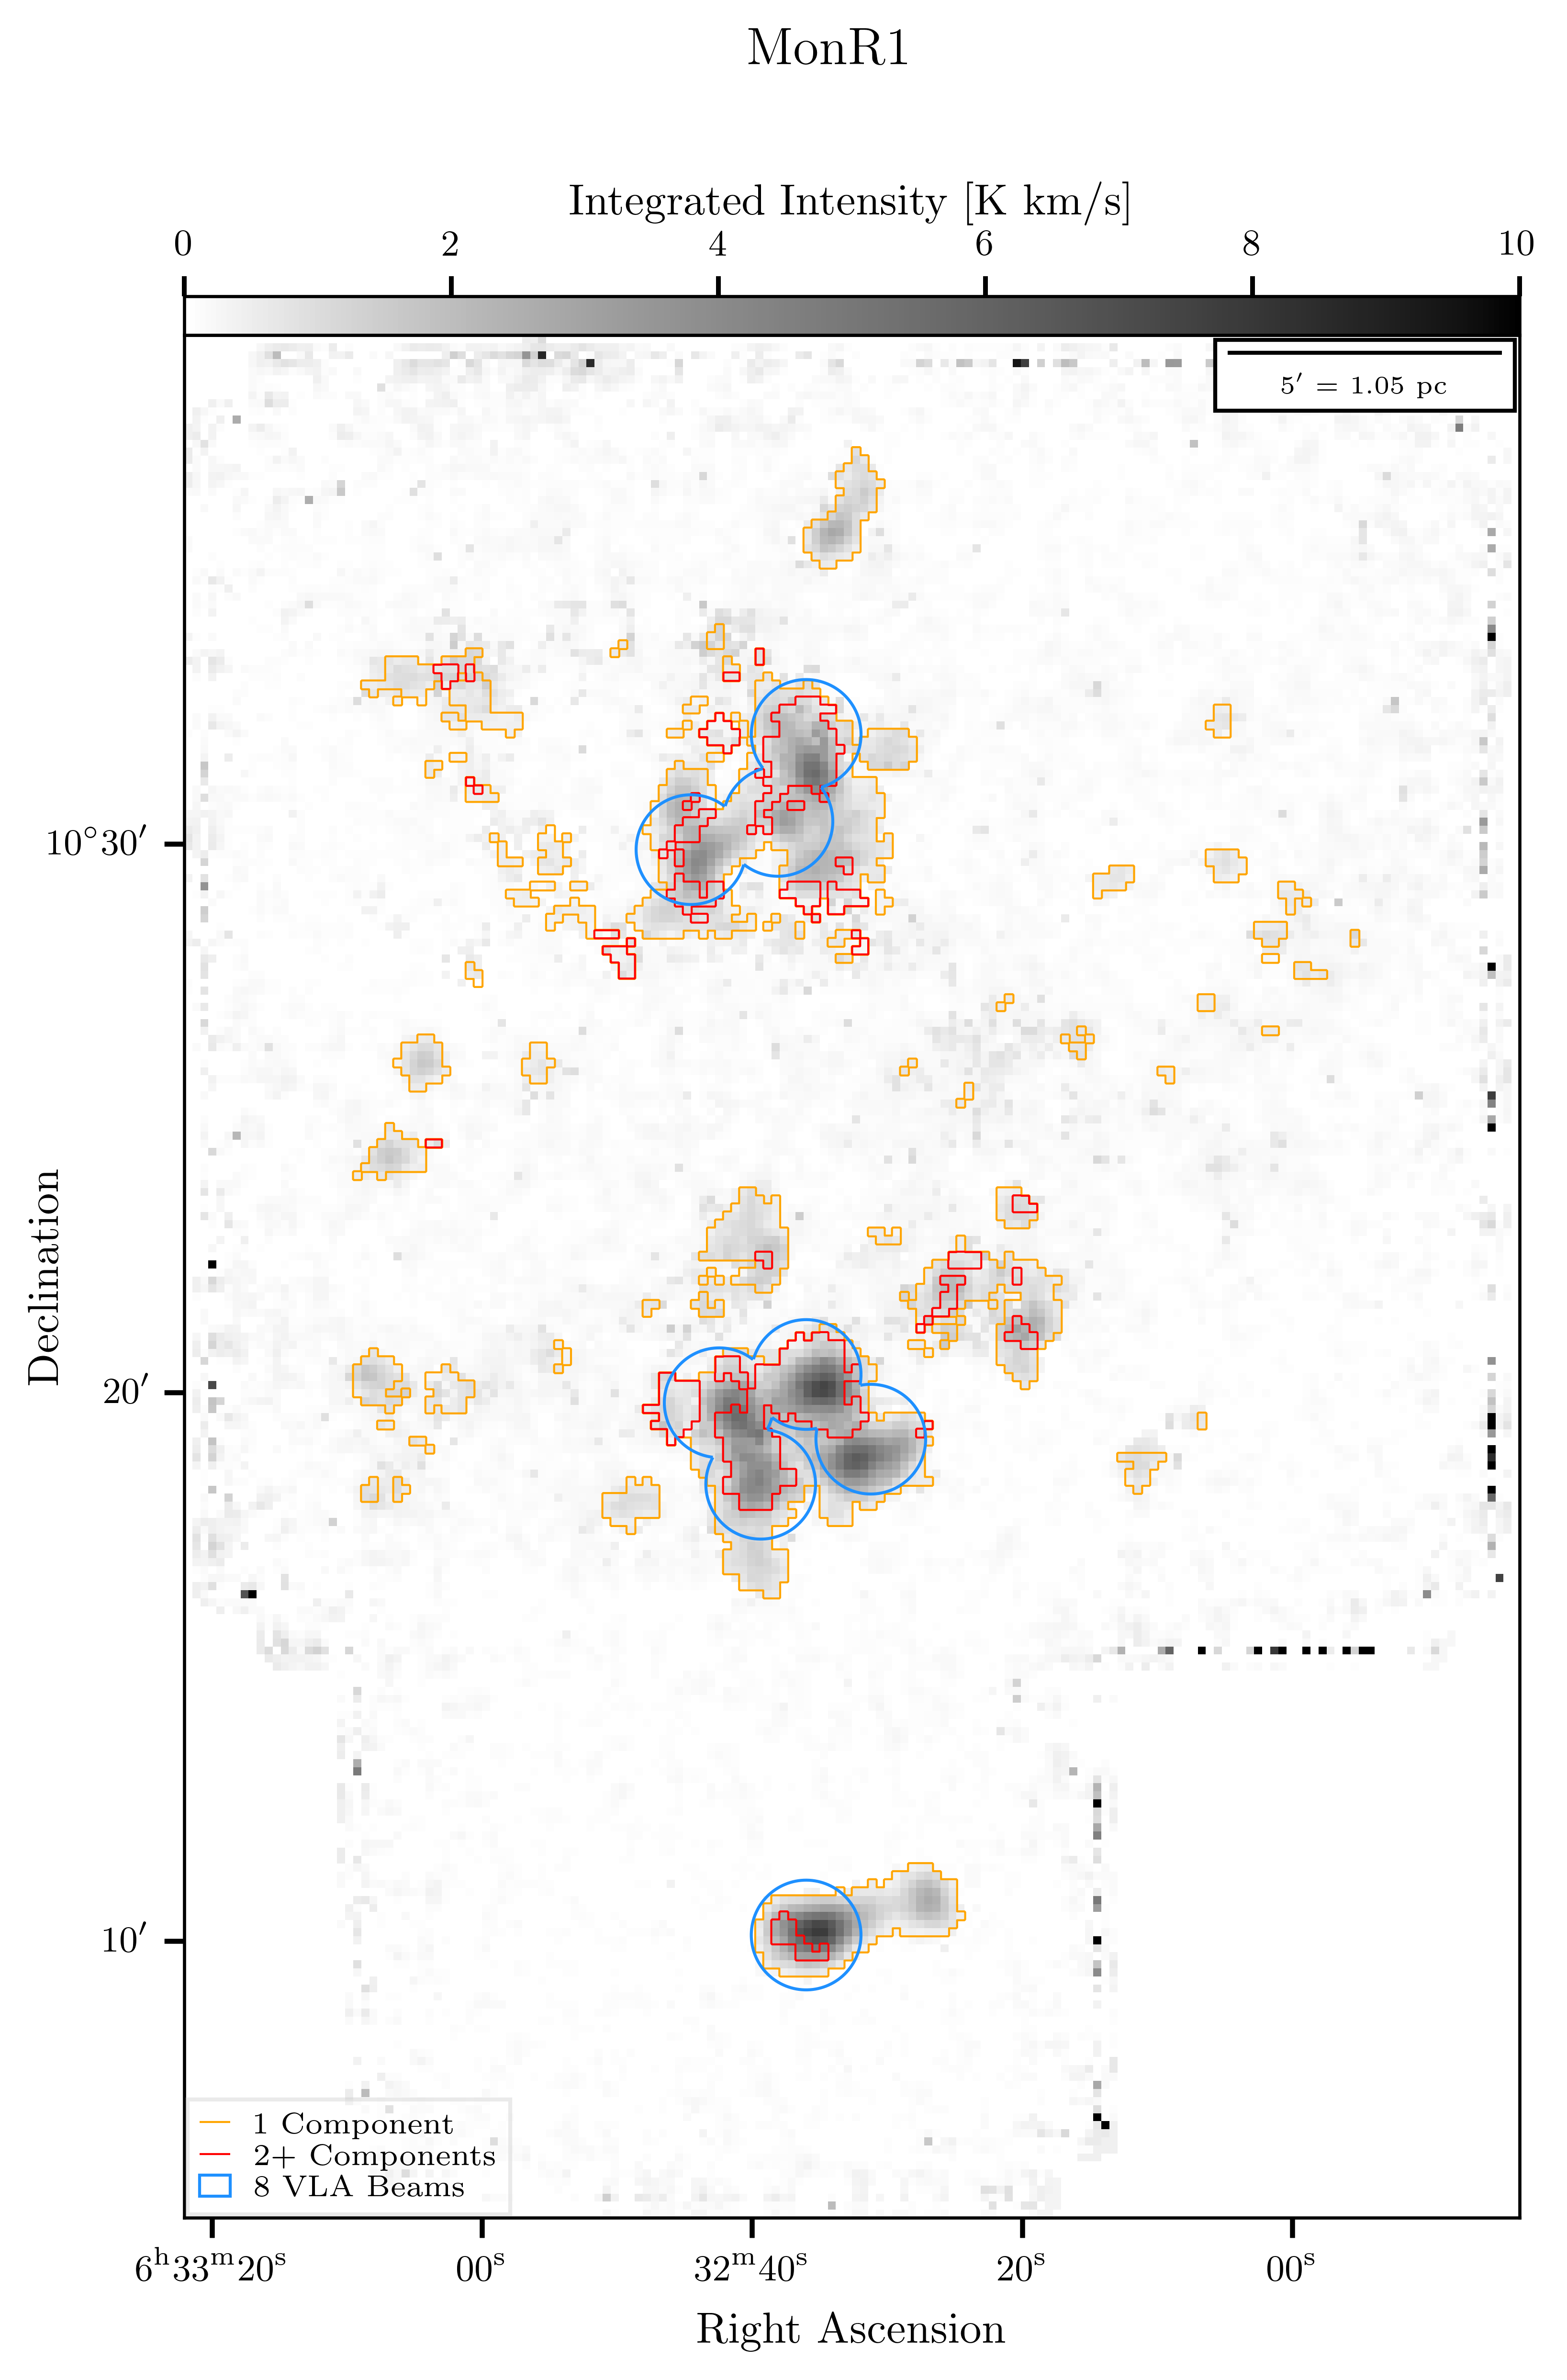 MonR1
Integrated Intensity [K km/s]
0 2 4 6 8 10
5′ = 1.05 pc
10°30′
20′
10′
Declination
1 Component
2+ Components
8 VLA Beams
6ʰ33ᵐ20ˢ 00ˢ 32ᵐ40ˢ 20ˢ 00ˢ
Right Ascension